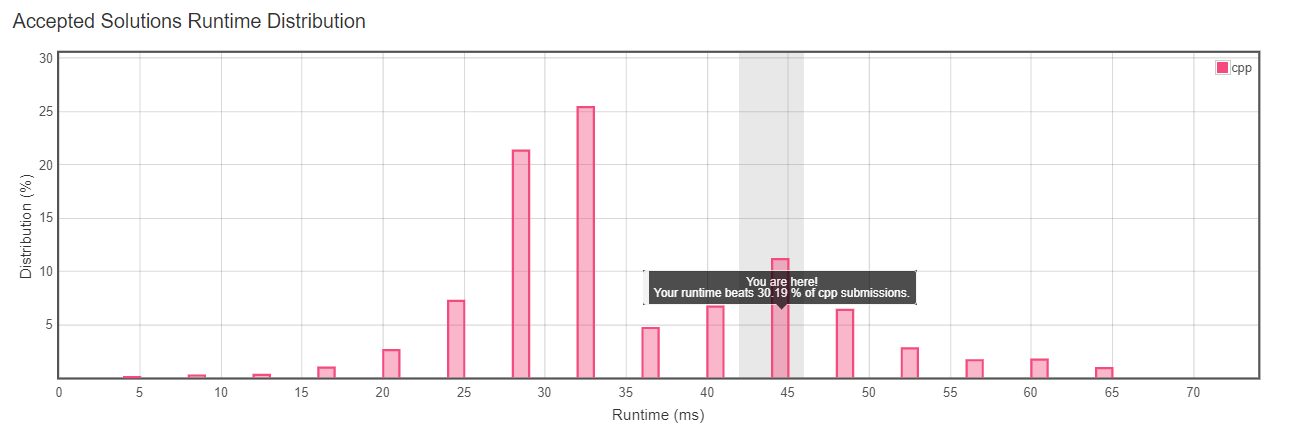 Accepted Solutions Runtime Distribution
30
25
20
15
10
5
Distribution (%)
cpp
You are here!
Your runtime beats 30.19 % of cpp submissions.
0 5 10 15 20 25 30 35 40 45 50 55 60 65 70
Runtime (ms)